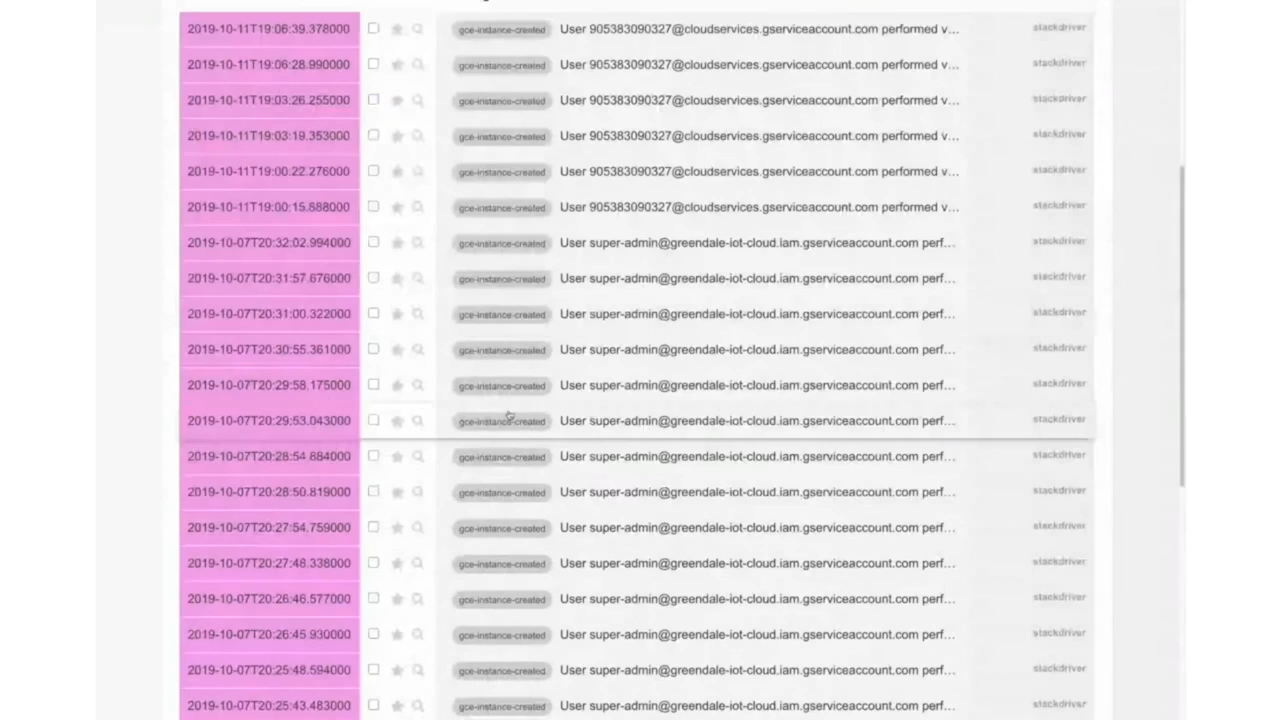 2019-10-11T19:06:39.378000 gce-instance-created User 905383090327@cloudservices.gserviceaccount.com performed v... stackdriver
2019-10-11T19:06:28.990000 gce-instance-created User 905383090327@cloudservices.gserviceaccount.com performed v... stackdriver
2019-10-11T19:03:26.255000 gce-instance-created User 905383090327@cloudservices.gserviceaccount.com performed v... stackdriver
2019-10-11T19:03:19.353000 gce-instance-created User 905383090327@cloudservices.gserviceaccount.com performed v... stackdriver
2019-10-11T19:00:22.276000 gce-instance-created User 905383090327@cloudservices.gserviceaccount.com performed v... stackdriver
2019-10-11T19:00:15.888000 gce-instance-created User 905383090327@cloudservices.gserviceaccount.com performed v... stackdriver
2019-10-07T20:32:02.994000 gce-instance-created User super-admin@greendale-iot-cloud.iam.gserviceaccount.com perf... stackdriver
2019-10-07T20:31:57.676000 gce-instance-created User super-admin@greendale-iot-cloud.iam.gserviceaccount.com perf... stackdriver
2019-10-07T20:31:00.322000 gce-instance-created User super-admin@greendale-iot-cloud.iam.gserviceaccount.com perf... stackdriver
2019-10-07T20:30:55.361000 gce-instance-created User super-admin@greendale-iot-cloud.iam.gserviceaccount.com perf... stackdriver
2019-10-07T20:29:58.175000 gce-instance-created User super-admin@greendale-iot-cloud.iam.gserviceaccount.com perf... stackdriver
2019-10-07T20:29:53.043000 gce-instance-created User super-admin@greendale-iot-cloud.iam.gserviceaccount.com perf... stackdriver
2019-10-07T20:28:54.884000 gce-instance-created User super-admin@greendale-iot-cloud.iam.gserviceaccount.com perf... stackdriver
2019-10-07T20:28:50.819000 gce-instance-created User super-admin@greendale-iot-cloud.iam.gserviceaccount.com perf... stackdriver
2019-10-07T20:27:54.759000 gce-instance-created User super-admin@greendale-iot-cloud.iam.gserviceaccount.com perf... stackdriver
2019-10-07T20:27:48.338000 gce-instance-created User super-admin@greendale-iot-cloud.iam.gserviceaccount.com perf... stackdriver
2019-10-07T20:26:46.577000 gce-instance-created User super-admin@greendale-iot-cloud.iam.gserviceaccount.com perf... stackdriver
2019-10-07T20:26:45.930000 gce-instance-created User super-admin@greendale-iot-cloud.iam.gserviceaccount.com perf... stackdriver
2019-10-07T20:25:48.594000 gce-instance-created User super-admin@greendale-iot-cloud.iam.gserviceaccount.com perf... stackdriver
2019-10-07T20:25:43.483000 gce-instance-created User super-admin@greendale-iot-cloud.iam.gserviceaccount.com perf... stackdriver